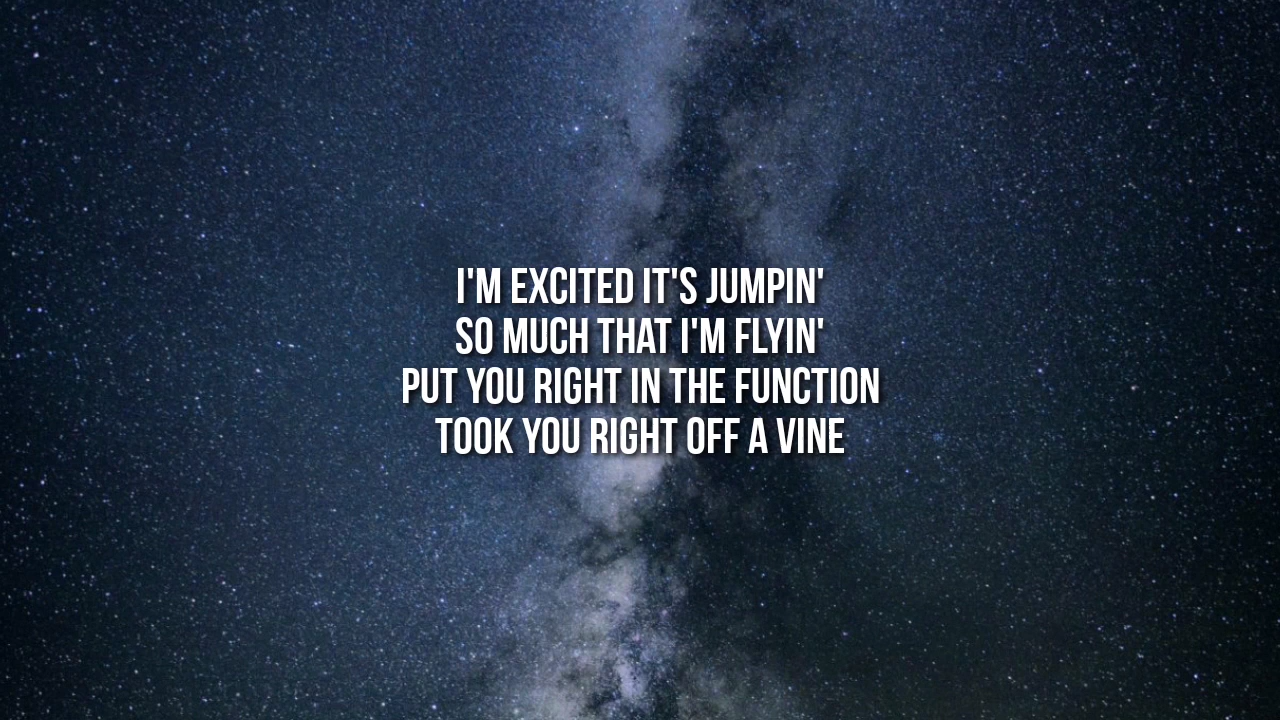 I'M EXCITED IT'S JUMPIN'
SO MUCH THAT I'M FLYIN'
PUT YOU RIGHT IN THE FUNCTION
TOOK YOU RIGHT OFF A VINE